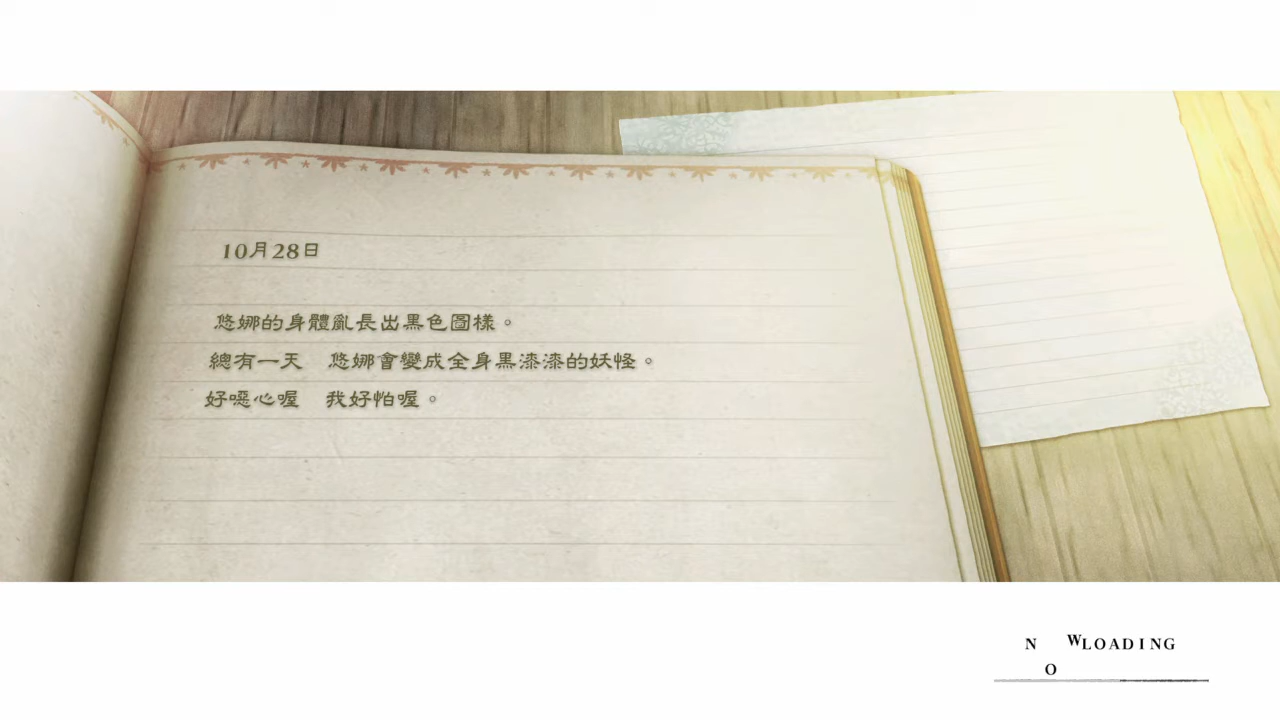 10月28日
悠娜的身體亂長出黑色圖樣。
總有一天　悠娜會變成全身黑漆漆的妖怪。
好噁心喔　我好怕喔。
NOWLOADING